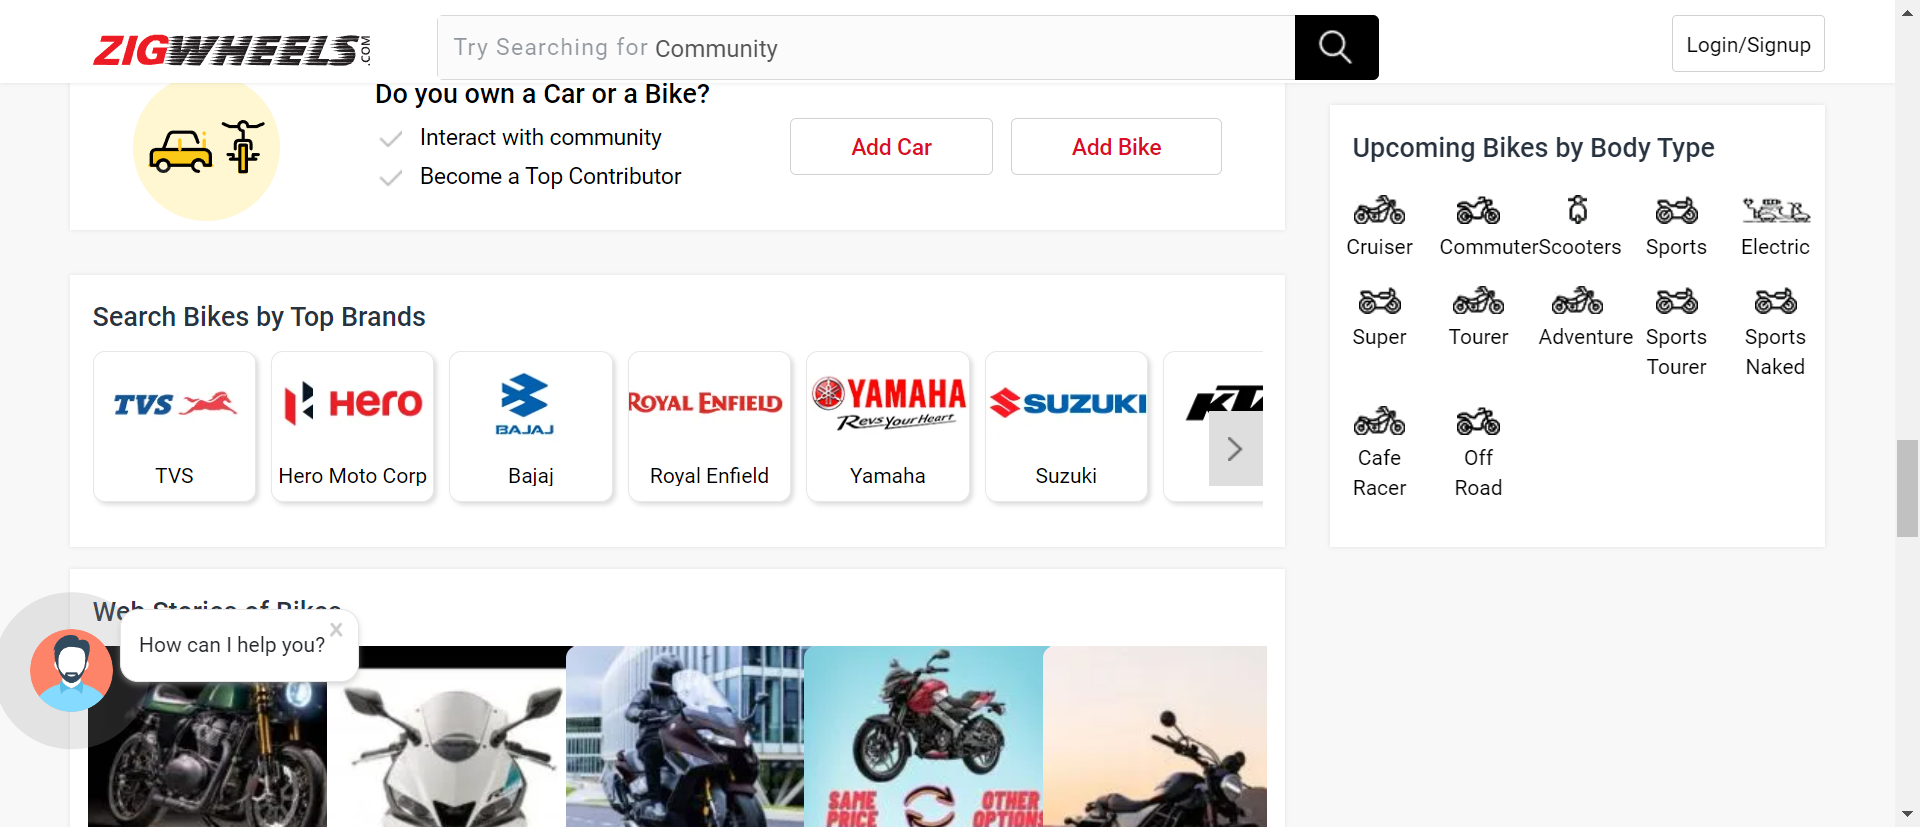 ZIGWHEELS.COM
Try Searching for Community
Login/Signup
Do you own a Car or a Bike?
Interact with community
Become a Top Contributor
Add Car
Add Bike
Upcoming Bikes by Body Type
Cruiser
Commuter
Scooters
Sports
Electric
Super
Tourer
Adventure
Sports
Tourer
Sports
Naked
Cafe
Racer
Off
Road
Search Bikes by Top Brands
TVS
HERO
BAJAJ
ROYAL ENFIELD
YAMAHA
Revs Your Heart
SUZUKI
TVS
Hero Moto Corp
Bajaj
Royal Enfield
Yamaha
Suzuki
Web Stories of Bikes
How can I help you?
SAME
PRICE
OTHER
OPTIONS